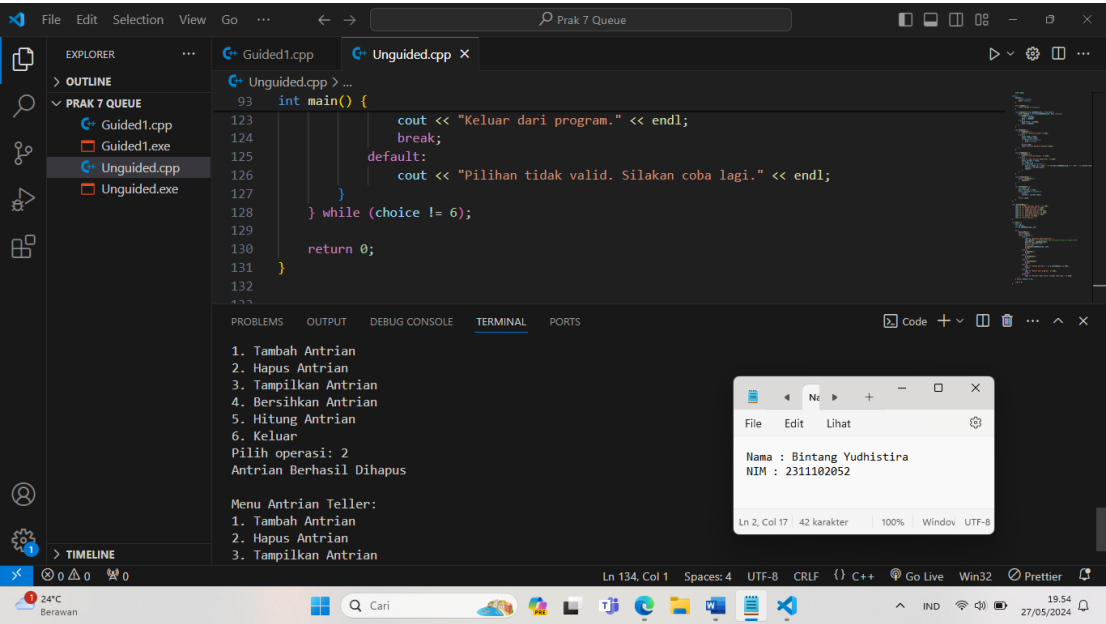 File Edit Selection View Go ··· ← → Prak 7 Queue
EXPLORER ···
OUTLINE
PRAK 7 QUEUE
Guided1.cpp
Guided1.exe
Unguided.cpp
Unguided.exe
TIMELINE
Guided1.cpp Unguided.cpp
Unguided.cpp > ...
93 int main() {
123 cout << "Keluar dari program." << endl;
124 break;
125 default:
126 cout << "Pilihan tidak valid. Silakan coba lagi." << endl;
127 }
128 } while (choice != 6);
129
130 return 0;
131 }
132
PROBLEMS OUTPUT DEBUG CONSOLE TERMINAL PORTS Code
1. Tambah Antrian
2. Hapus Antrian
3. Tampilkan Antrian
4. Bersihkan Antrian
5. Hitung Antrian
6. Keluar
Pilih operasi: 2
Antrian Berhasil Dihapus
Menu Antrian Teller:
1. Tambah Antrian
2. Hapus Antrian
3. Tampilkan Antrian
Na
File Edit Lihat
Nama : Bintang Yudhistira
NIM : 2311102052
Ln 2, Col 17 42 karakter 100% Window UTF-8
1
0 0 0 Ln 134, Col 1 Spaces: 4 UTF-8 CRLF {} C++ Go Live Win32 Prettier
1 24°C
Berawan
Cari
PRE
IND
19.54
27/05/2024